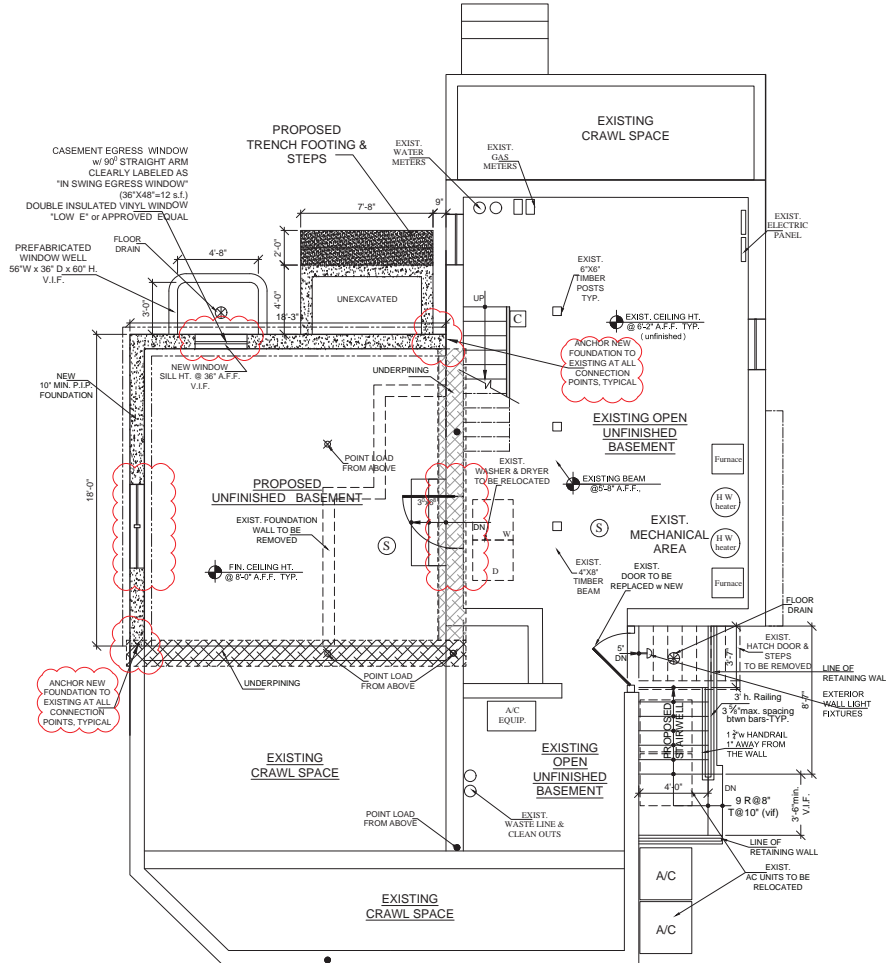 EXISTING
CRAWL SPACE
PROPOSED
TRENCH FOOTING &
STEPS
EXIST.
WATER
METERS
EXIST.
GAS
METERS
CASEMENT EGRESS WINDOW
w/ 90⁰ STRAIGHT ARM
CLEARLY LABELED AS
"IN SWING EGRESS WINDOW"
(36"X48"=12 s.f.)
DOUBLE INSULATED VINYL WINDOW
"LOW E" or APPROVED EQUAL
7'-8"
9"
EXIST.
ELECTRIC
PANEL
FLOOR
DRAIN
4'-8"
2'-0"
PREFABRICATED
WINDOW WELL
56"W x 36" D x 60" H.
V.I.F.
EXIST.
6"X6"
TIMBER
POSTS
TYP.
3'-0"
4'-0"
UNEXCAVATED
UP
C
18'-3"
EXIST. CEILING HT.
@ 6'-2" A.F.F. TYP.
( unfinished )
ANCHOR NEW
FOUNDATION TO
EXISTING AT ALL
CONNECTION
POINTS, TYPICAL
NEW WINDOW
SILL HT. @ 36" A.F.F.
V.I.F.
UNDERPINING
NEW
10" MIN. P.I.P.
FOUNDATION
EXISTING OPEN
UNFINISHED
BASEMENT
POINT LOAD
FROM ABOVE
EXIST.
WASHER & DRYER
TO BE RELOCATED
Furnace
EXISTING BEAM
@5'-8" A.F.F.,
PROPOSED
UNFINISHED BASEMENT
18'-0"
3'-6"
H W
heater
EXIST. FOUNDATION
WALL TO BE
REMOVED
DN
W
S
S
EXIST.
MECHANICAL
AREA
H W
heater
D
FIN. CEILING HT.
@ 8'-0" A.F.F. TYP.
EXIST.
4"X8"
TIMBER
BEAM
EXIST.
DOOR TO BE
REPLACED w NEW
Furnace
FLOOR
DRAIN
5"
DN
3'-7"
EXIST.
HATCH DOOR &
STEPS
TO BE REMOVED
LINE OF
RETAINING WAL
ANCHOR NEW
FOUNDATION TO
EXISTING AT ALL
CONNECTION
POINTS, TYPICAL
UNDERPINING
POINT LOAD
FROM ABOVE
8'-7"
EXTERIOR
WALL LIGHT
FIXTURES
3' h. Railing
3 ⅞"max. spacing
btwn bars-TYP.
A/C
EQUIP.
PROPOSED
STAIRWELL
1 ½"w HANDRAIL
1" AWAY FROM
THE WALL
EXISTING
CRAWL SPACE
EXISTING
OPEN
UNFINISHED
BASEMENT
4'-0"
DN
9 R@8"
T@10" (vif)
3'-6"min.
V.I.F.
POINT LOAD
FROM ABOVE
EXIST.
WASTE LINE &
CLEAN OUTS
LINE OF
RETAINING WALL
A/C
EXIST.
AC UNITS TO BE
RELOCATED
EXISTING
CRAWL SPACE
A/C